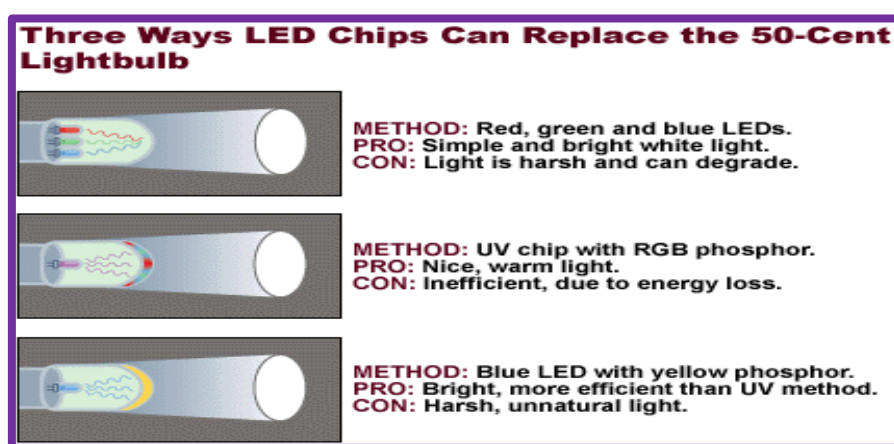 Three Ways LED Chips Can Replace the 50-Cent
Lightbulb
METHOD: Red, green and blue LEDs.
PRO: Simple and bright white light.
CON: Light is harsh and can degrade.
METHOD: UV chip with RGB phosphor.
PRO: Nice, warm light.
CON: Inefficient, due to energy loss.
METHOD: Blue LED with yellow phosphor.
PRO: Bright, more efficient than UV method.
CON: Harsh, unnatural light.